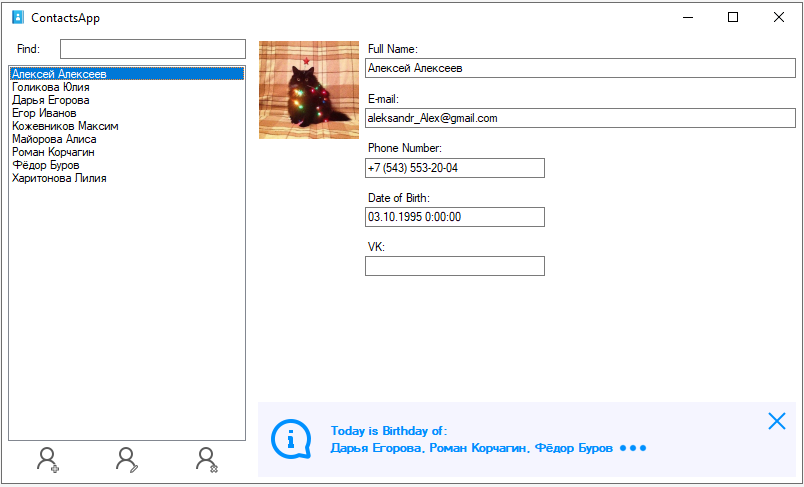 ContactsApp
Find:
Алексей Алексеев
Голикова Юлия
Дарья Егорова
Егор Иванов
Кожевников Максим
Майорова Алиса
Роман Корчагин
Фёдор Буров
Харитонова Лилия
Full Name:
Алексей Алексеев
E-mail:
aleksandr_Alex@gmail.com
Phone Number:
+7 (543) 553-20-04
Date of Birth:
03.10.1995 0:00:00
VK:
Today is Birthday of:
Дарья Егорова, Роман Корчагин, Фёдор Буров •••